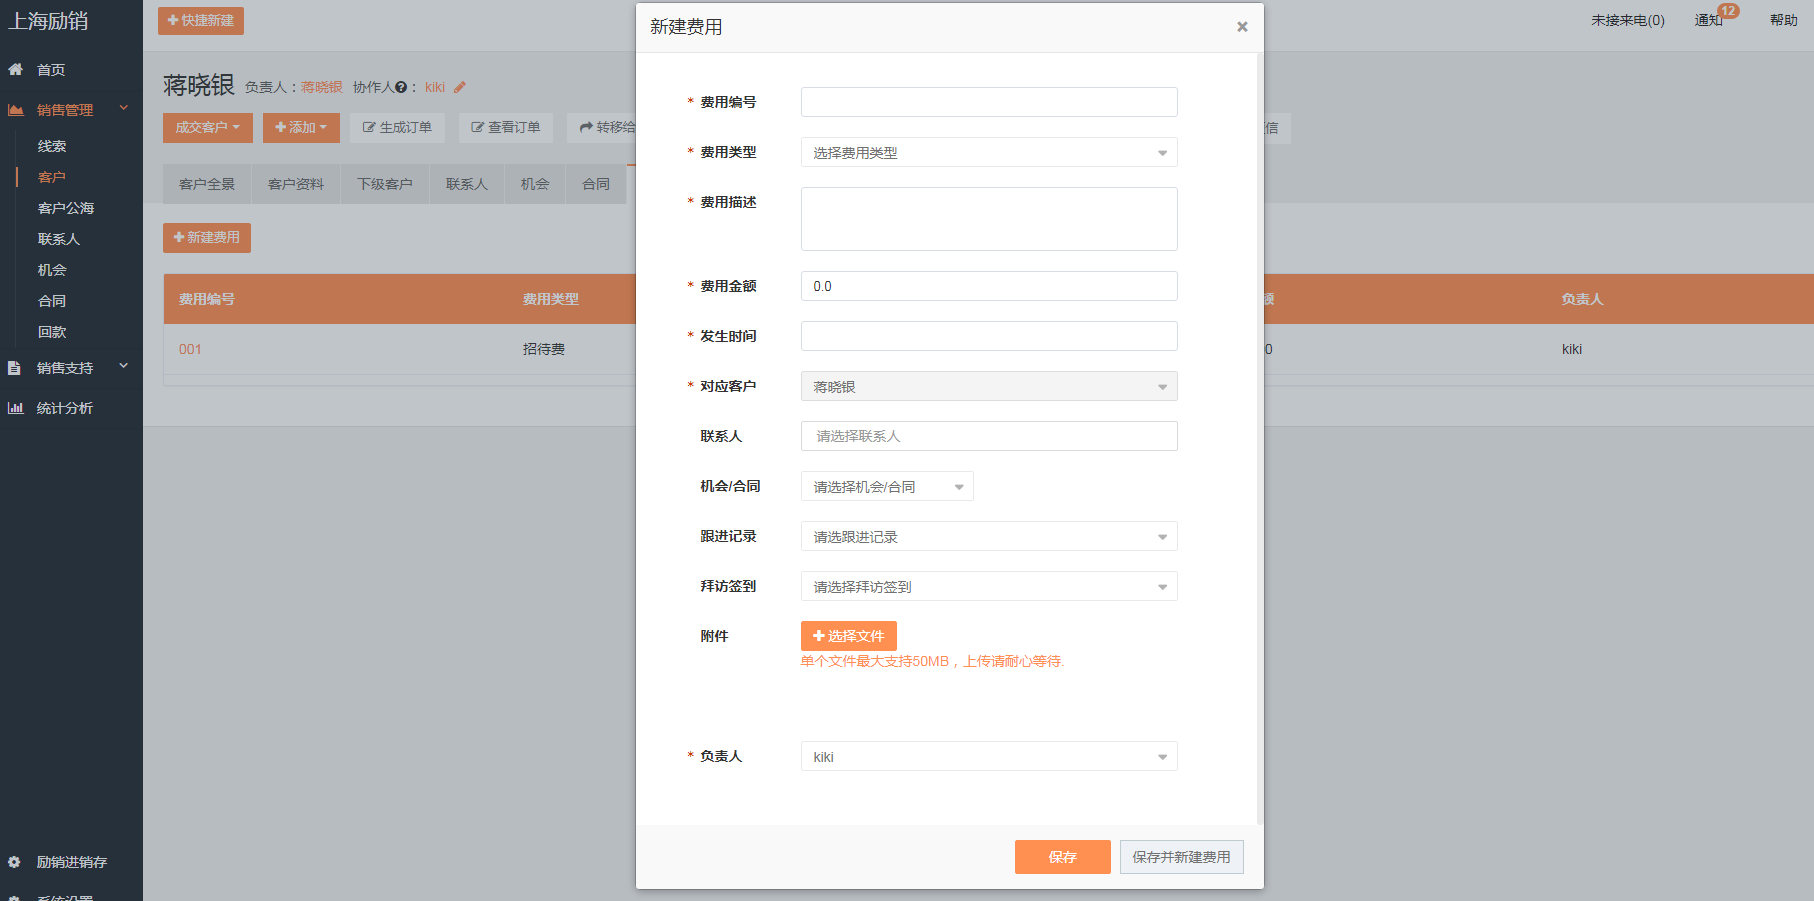 上海励销
快捷新建
未接来电(0)
通知
12
帮助
首页
销售管理
线索
客户
客户公海
联系人
机会
合同
回款
销售支持
统计分析
励销进销存
系统设置
蒋晓银 负责人：蒋晓银 协作人 ： kiki
成交客户 添加 生成订单 查看订单 转移给
信
客户全景 客户资料 下级客户 联系人 机会 合同
新建费用
费用编号 费用类型 额 负责人
001 招待费 0 kiki
新建费用
×
* 费用编号
* 费用类型 选择费用类型
* 费用描述
* 费用金额 0.0
* 发生时间
* 对应客户 蒋晓银
联系人 请选择联系人
机会/合同 请选择机会/合同
跟进记录 请选跟进记录
拜访签到 请选择拜访签到
附件 选择文件
单个文件最大支持50MB，上传请耐心等待.
* 负责人 kiki
保存 保存并新建费用